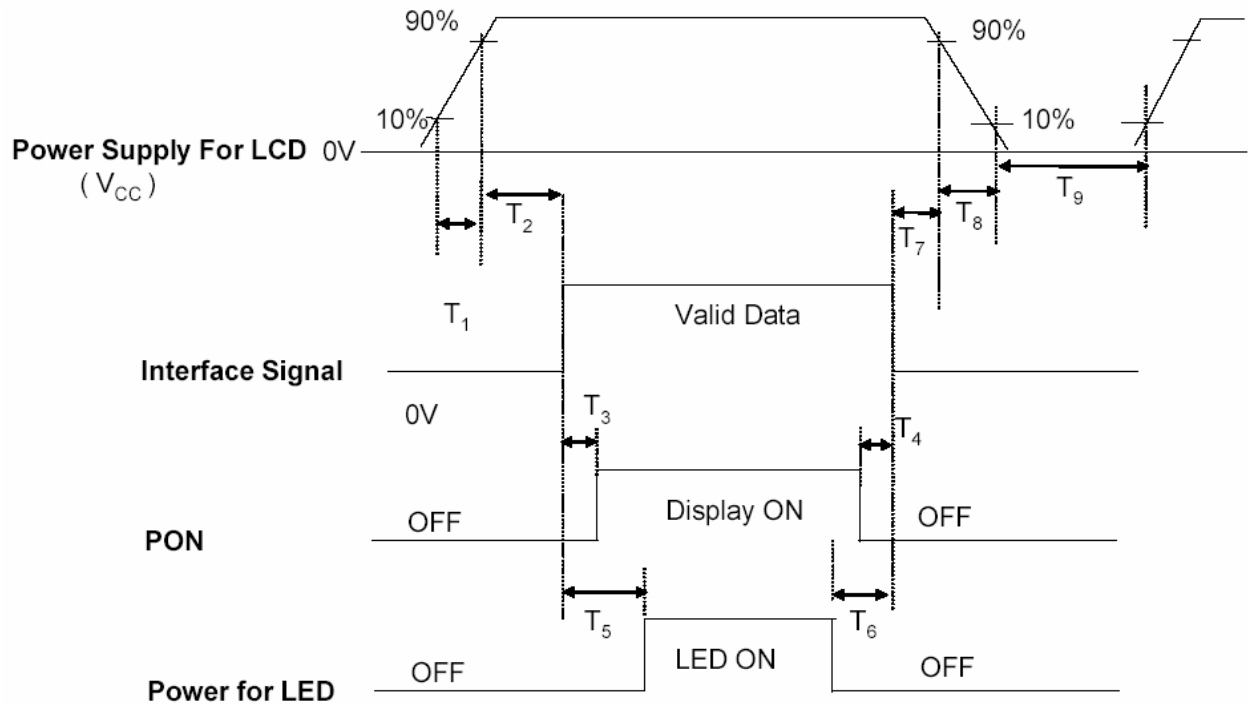 90%
90%
10%
10%
Power Supply For LCD 0V
( VCC )
T2
T7
T8
T9
T1
Valid Data
Interface Signal
0V
T3
T4
OFF
Display ON
OFF
PON
T5
T6
OFF
LED ON
OFF
Power for LED